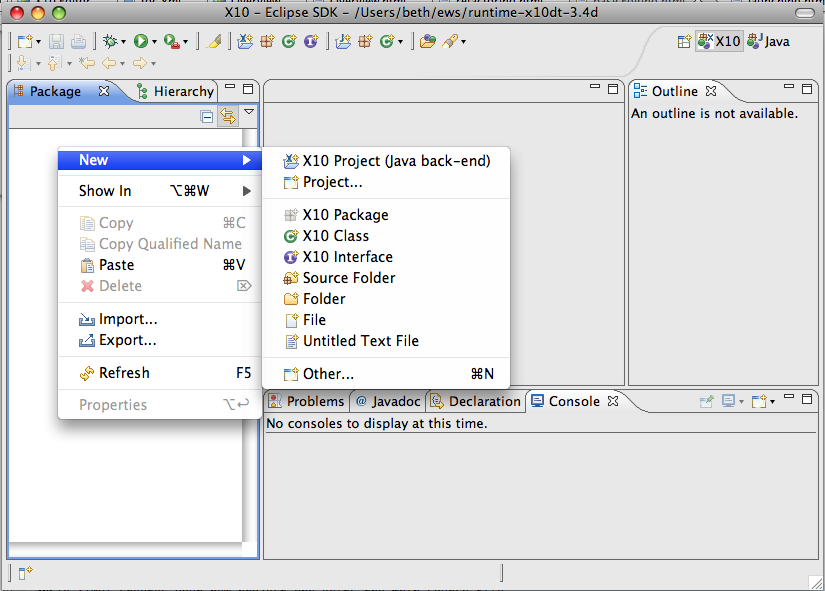 X10 - Eclipse SDK - /Users/beth/ews/runtime-x10dt-3.4d
X10 Java
Package Hierarchy Outline
An outline is not available.
New
Show In ⌥⌘W
Copy ⌘C
Copy Qualified Name
Paste ⌘V
Delete ⌦
Import...
Export...
Refresh F5
Properties ⌥↩
X10 Project (Java back-end)
Project...
X10 Package
X10 Class
X10 Interface
Source Folder
Folder
File
Untitled Text File
Other... ⌘N
Problems @ Javadoc Declaration Console
No consoles to display at this time.